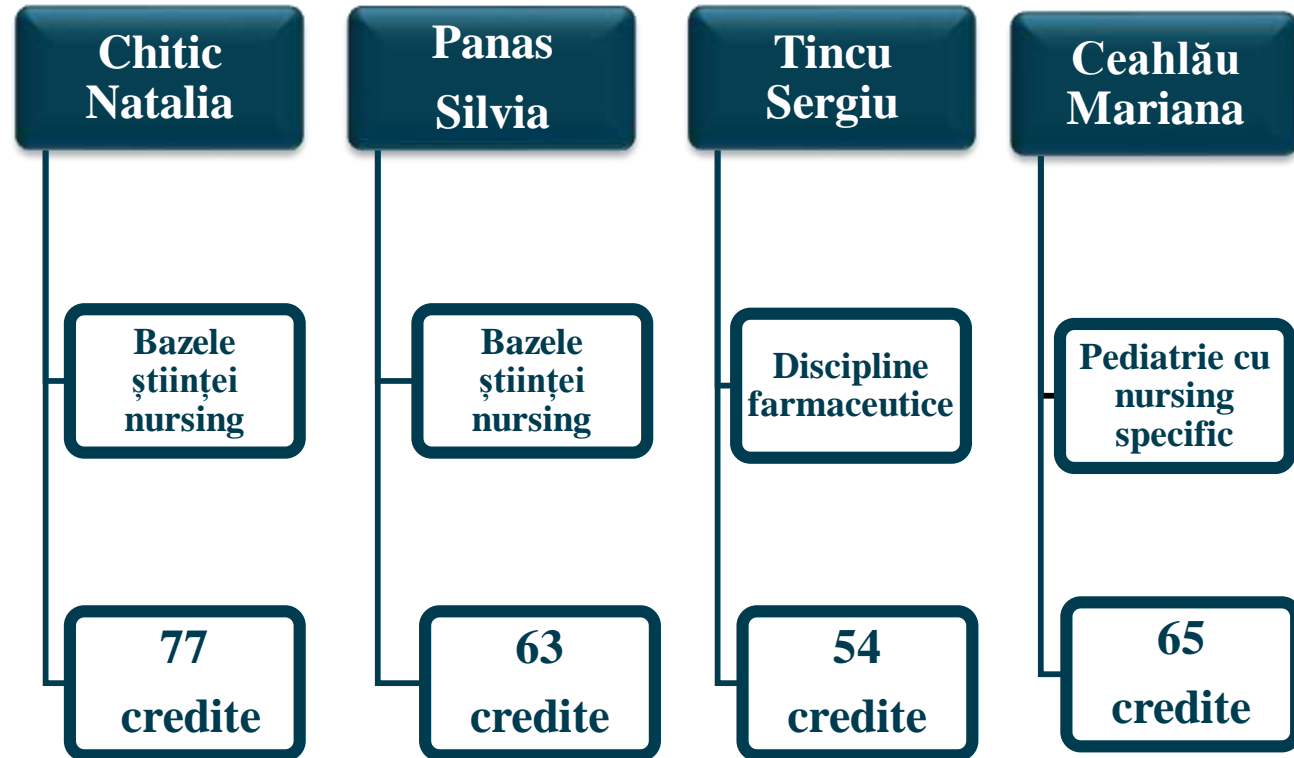 Chitic
Natalia
Bazele
științei
nursing
77
credite
Panas
Silvia
Bazele
științei
nursing
63
credite
Tincu
Sergiu
Discipline
farmaceutice
54
credite
Ceahlău
Mariana
Pediatrie cu
nursing
specific
65
credite